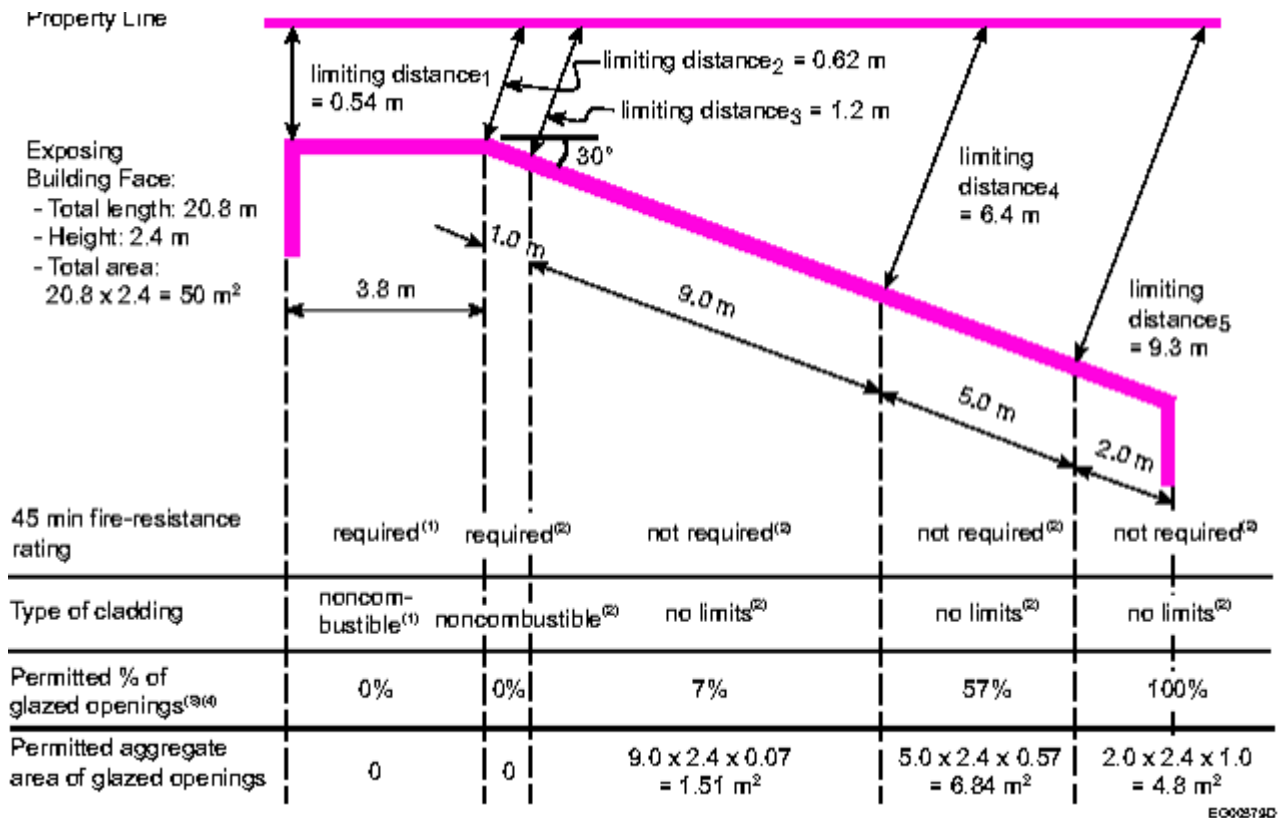 Property Line
limiting distance1
= 0.54 m
limiting distance2 = 0.62 m
limiting distance3 = 1.2 m
30°
limiting
distance4
= 6.4 m
limiting
distance5
= 9.3 m
Exposing
Building Face:
- Total length: 20.8 m
- Height: 2.4 m
- Total area:
20.8 x 2.4 = 50 m²
3.8 m
1.0 m
9.0 m
5.0 m
2.0 m
45 min fire-resistance
rating
required(1)
required(2)
not required(2)
not required(2)
not required(2)
Type of cladding
noncom-
bustible(1)
noncombustible(2)
no limits(2)
no limits(2)
no limits(2)
Permitted % of
glazed openings(3)(4)
0%
0%
7%
57%
100%
Permitted aggregate
area of glazed openings
0
0
9.0 x 2.4 x 0.07
= 1.51 m²
5.0 x 2.4 x 0.57
= 6.84 m²
2.0 x 2.4 x 1.0
= 4.8 m²
EG00879D